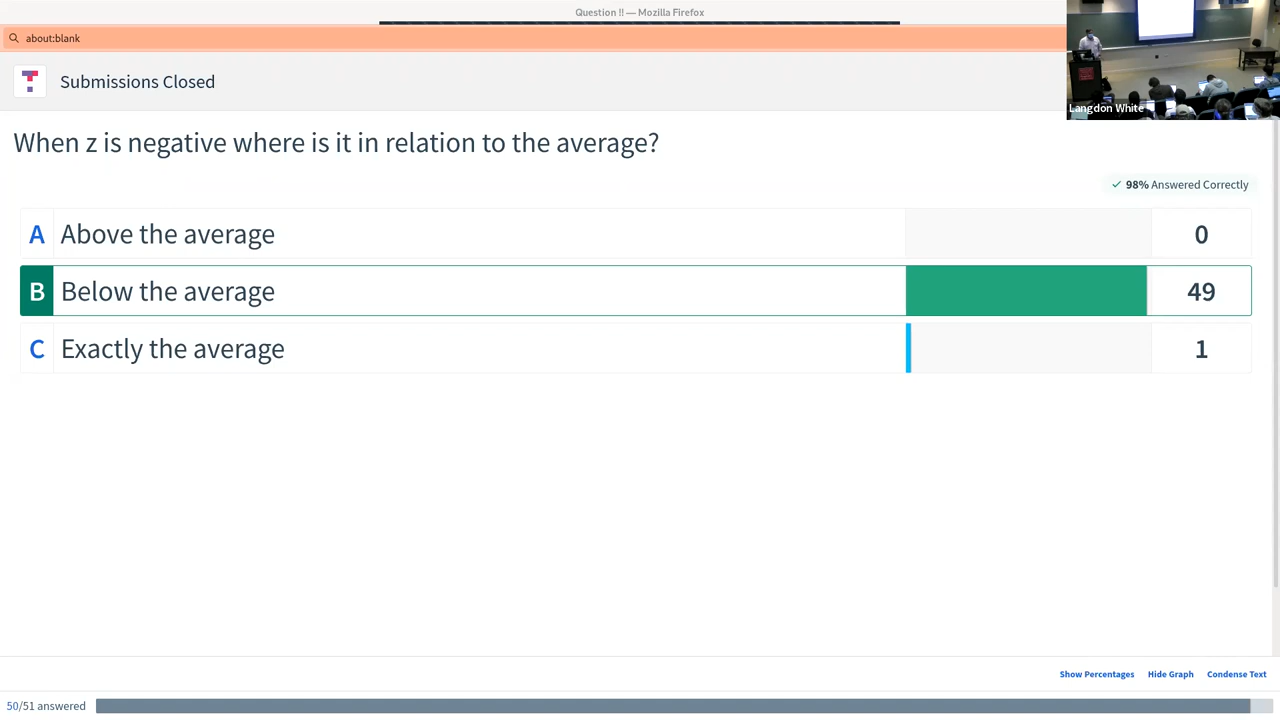 Question !! — Mozilla Firefox
about:blank
Submissions Closed
Langdon White
When z is negative where is it in relation to the average?
98% Answered Correctly
A Above the average 0
B Below the average 49
C Exactly the average 1
Show Percentages Hide Graph Condense Text
50/51 answered